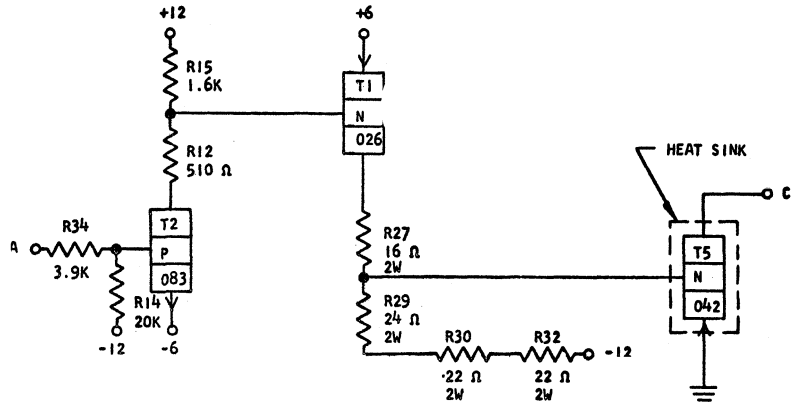 +12
+6
R15
1.6K
T1
N
026
R12
510 Ω
HEAT SINK
C
R34
A
3.9K
T2
P
083
R27
16 Ω
2W
T5
N
042
R14
20K
-12
-6
R29
24 Ω
2W
R30
.22 Ω
2W
R32
22 Ω
2W
-12